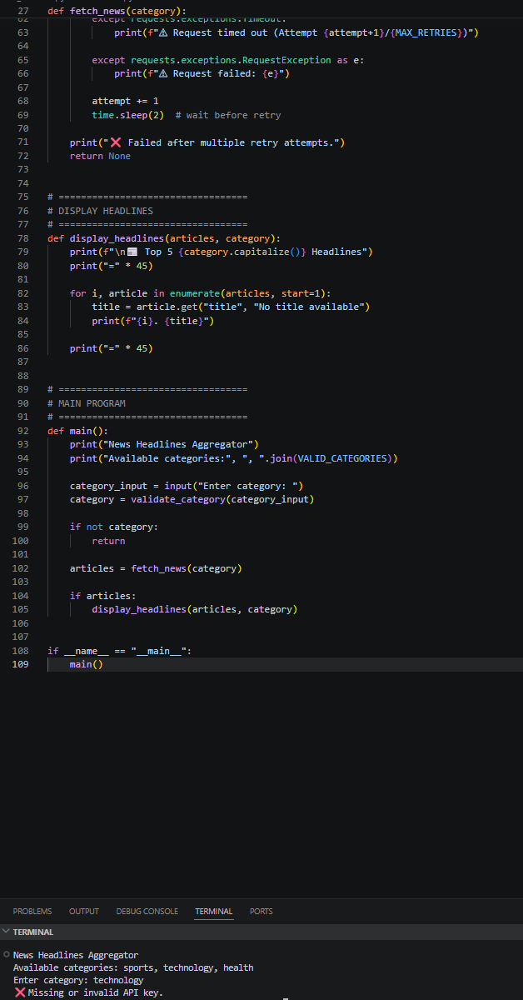 27 def fetch_news(category):
62 except requests.exceptions.Timeout:
63 print(f"⚠ Request timed out (Attempt {attempt+1}/{MAX_RETRIES})")
64
65 except requests.exceptions.RequestException as e:
66 print(f"⚠ Request failed: {e}")
67
68 attempt += 1
69 time.sleep(2)  # wait before retry
70
71 print("❌ Failed after multiple retry attempts.")
72 return None
73
74
75 # ==================================
76 # DISPLAY HEADLINES
77 # ==================================
78 def display_headlines(articles, category):
79 print(f"\n📰 Top 5 {category.capitalize()} Headlines")
80 print("=" * 45)
81
82 for i, article in enumerate(articles, start=1):
83 title = article.get("title", "No title available")
84 print(f"{i}. {title}")
85
86 print("=" * 45)
87
88
89 # ==================================
90 # MAIN PROGRAM
91 # ==================================
92 def main():
93 print("News Headlines Aggregator")
94 print("Available categories:", ", ".join(VALID_CATEGORIES))
95
96 category_input = input("Enter category: ")
97 category = validate_category(category_input)
98
99 if not category:
100 return
101
102 articles = fetch_news(category)
103
104 if articles:
105 display_headlines(articles, category)
106
107
108 if __name__ == "__main__":
109 main()
PROBLEMS OUTPUT DEBUG CONSOLE TERMINAL PORTS
TERMINAL
News Headlines Aggregator
Available categories: sports, technology, health
Enter category: technology
❌ Missing or invalid API key.